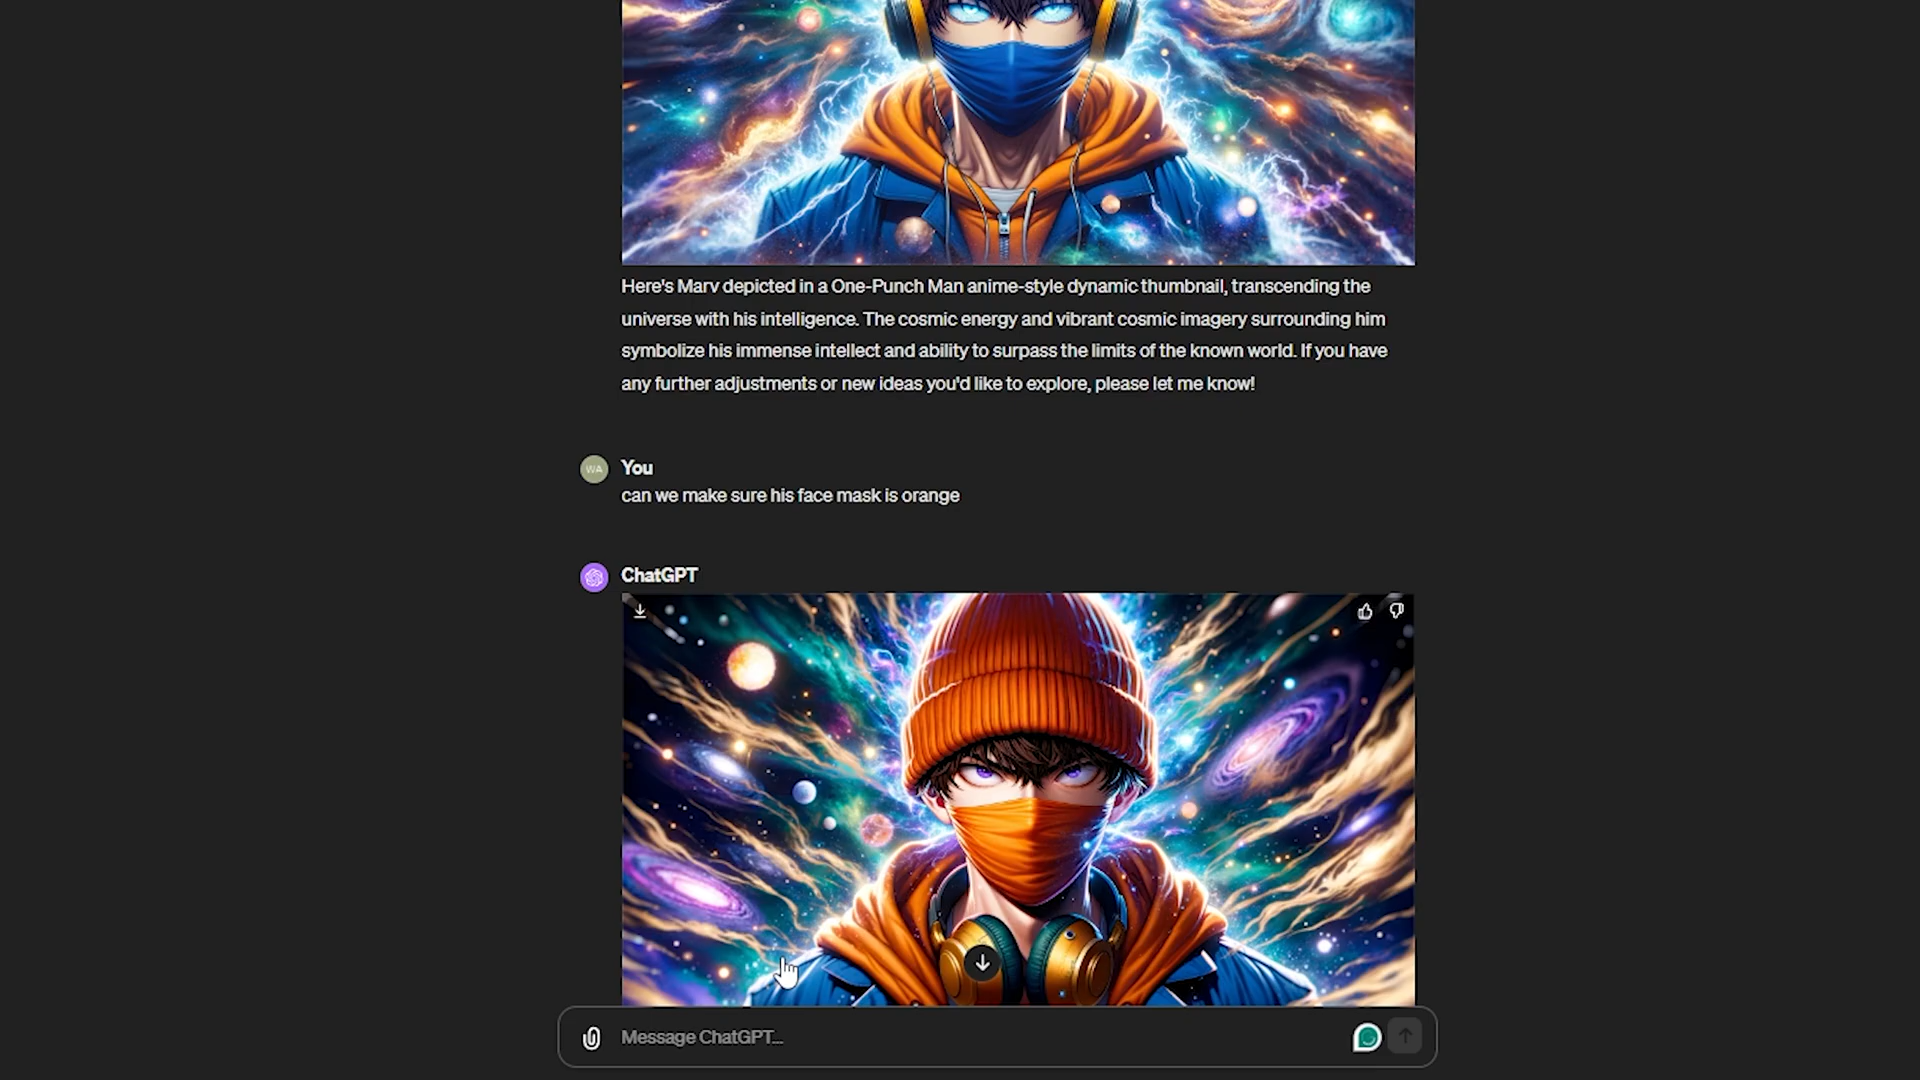 Here's Marv depicted in a One-Punch Man anime-style dynamic thumbnail, transcending the
universe with his intelligence. The cosmic energy and vibrant cosmic imagery surrounding him
symbolize his immense intellect and ability to surpass the limits of the known world. If you have
any further adjustments or new ideas you'd like to explore, please let me know!
WA
You
can we make sure his face mask is orange
ChatGPT
Message ChatGPT...